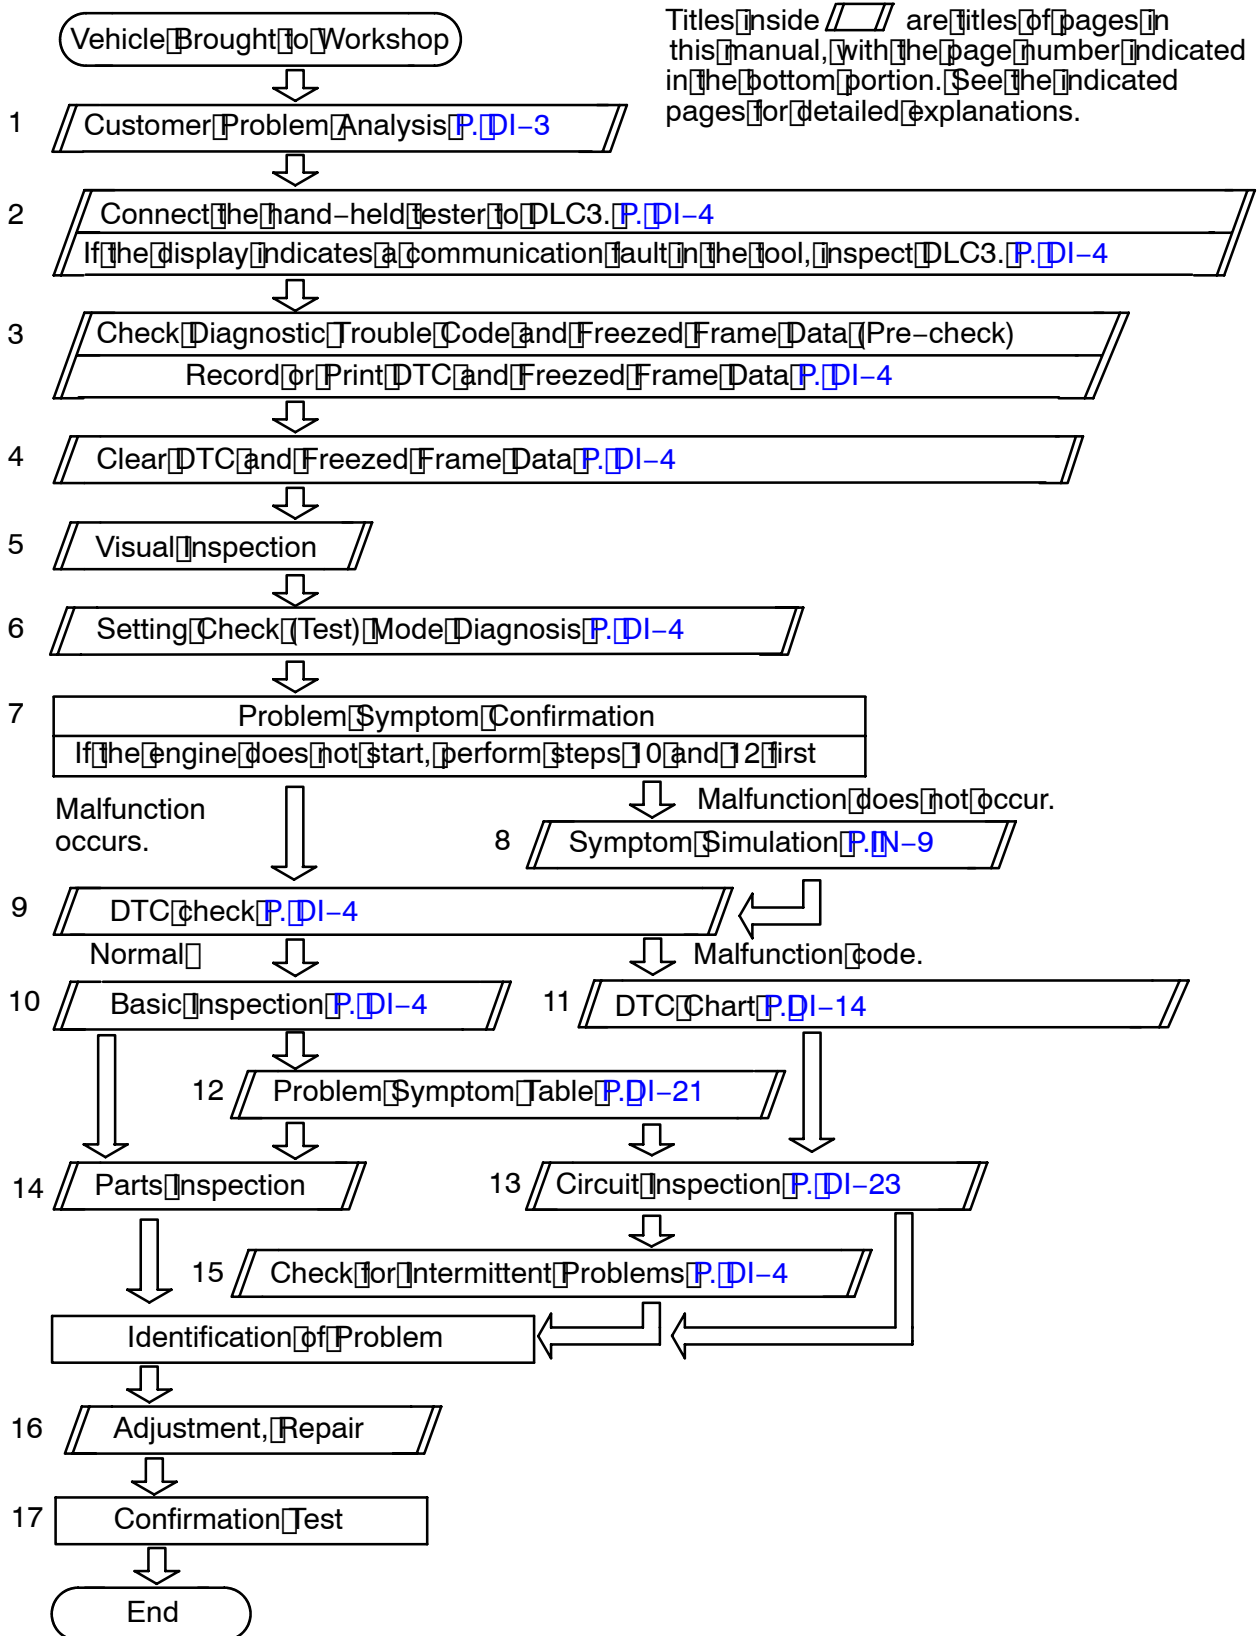 Vehicle Brought to Workshop
Titles inside are titles of pages in
this manual, with the page number indicated
in the bottom portion. See the indicated
pages for detailed explanations.
1 Customer Problem Analysis P. DI–3
2 Connect the hand–held tester to DLC3. P. DI–4
If the display indicates a communication fault in the tool, inspect DLC3. P. DI–4
3 Check Diagnostic Trouble Code and Freezed Frame Data (Pre–check)
Record or Print DTC and Freezed Frame Data P. DI–4
4 Clear DTC and Freezed Frame Data P. DI–4
5 Visual Inspection
6 Setting Check (Test) Mode Diagnosis P. DI–4
7 Problem Symptom Confirmation
If the engine does not start, perform steps 10 and 12 first
Malfunction
occurs.
Malfunction does not occur.
8 Symptom Simulation P.IN–9
9 DTC check P. DI–4
Normal
Malfunction code.
10 Basic Inspection P. DI–4
11 DTC Chart P.DI–14
12 Problem Symptom Table P.DI–21
14 Parts Inspection
13 Circuit Inspection P. DI–23
15 Check for Intermittent Problems P. DI–4
Identification of Problem
16 Adjustment, Repair
17 Confirmation Test
End